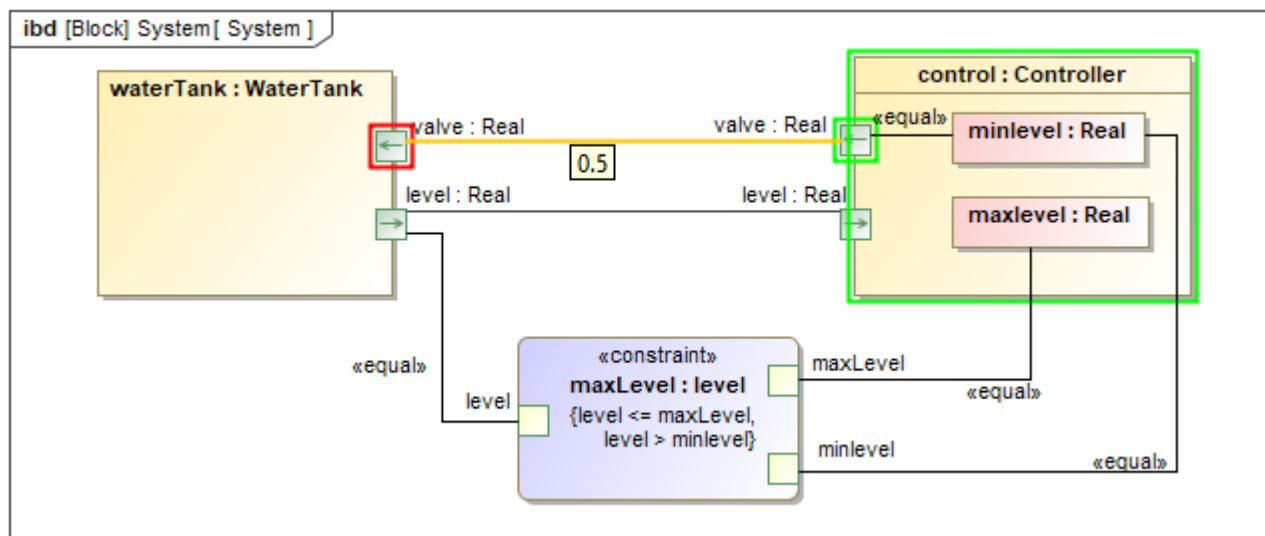 ibd [Block] System[ System ]
waterTank : WaterTank
control : Controller
valve : Real
valve : Real
«equal»
minlevel : Real
0.5
level : Real
level : Real
maxlevel : Real
«equal»
«constraint»
maxLevel : level
{level <= maxLevel,
level > minlevel}
level
maxLevel
«equal»
minlevel
«equal»